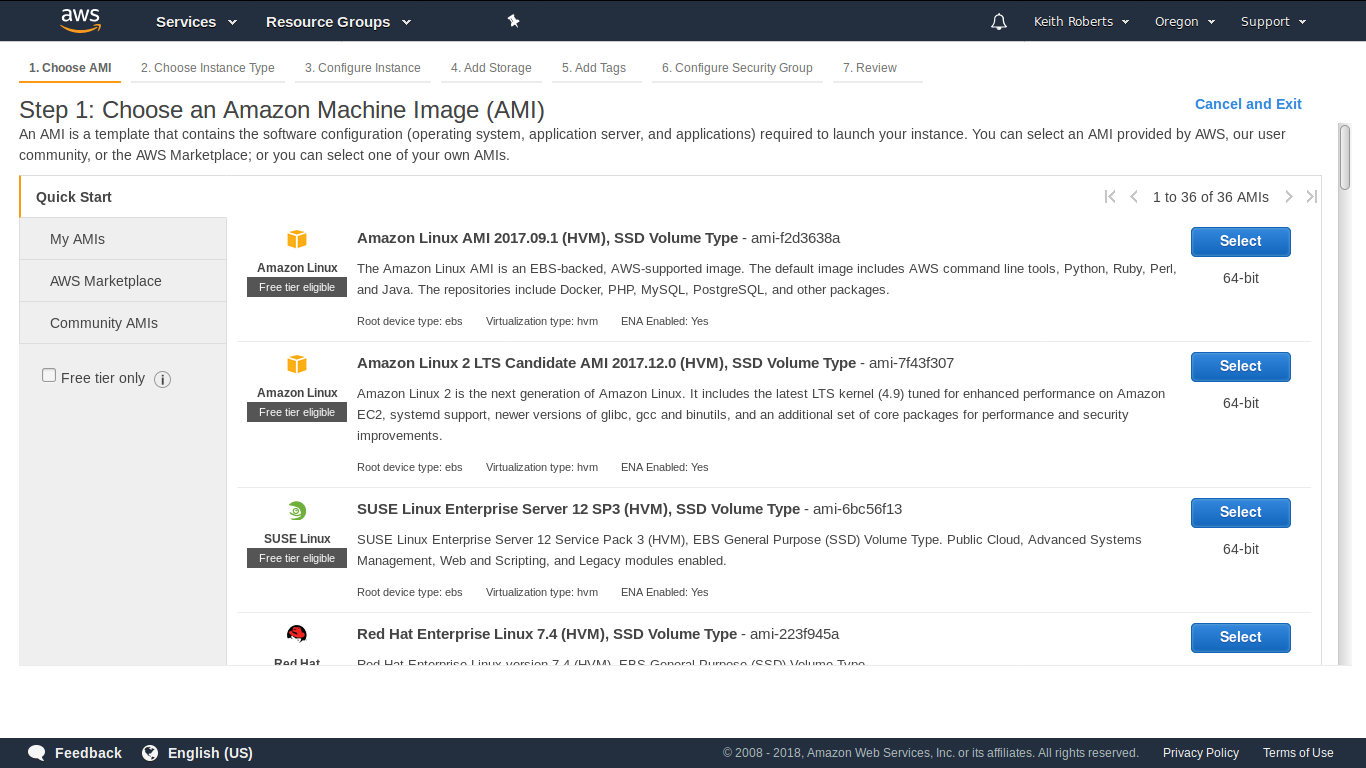 aws Services Resource Groups Keith Roberts Oregon Support
1. Choose AMI 2. Choose Instance Type 3. Configure Instance 4. Add Storage 5. Add Tags 6. Configure Security Group 7. Review
Step 1: Choose an Amazon Machine Image (AMI)
Cancel and Exit
An AMI is a template that contains the software configuration (operating system, application server, and applications) required to launch your instance. You can select an AMI provided by AWS, our user
community, or the AWS Marketplace; or you can select one of your own AMIs.
Quick Start
1 to 36 of 36 AMIs
My AMIs
AWS Marketplace
Community AMIs
Free tier only
Amazon Linux
Free tier eligible
Amazon Linux AMI 2017.09.1 (HVM), SSD Volume Type - ami-f2d3638a
The Amazon Linux AMI is an EBS-backed, AWS-supported image. The default image includes AWS command line tools, Python, Ruby, Perl,
and Java. The repositories include Docker, PHP, MySQL, PostgreSQL, and other packages.
Root device type: ebs Virtualization type: hvm ENA Enabled: Yes
Select
64-bit
Amazon Linux
Free tier eligible
Amazon Linux 2 LTS Candidate AMI 2017.12.0 (HVM), SSD Volume Type - ami-7f43f307
Amazon Linux 2 is the next generation of Amazon Linux. It includes the latest LTS kernel (4.9) tuned for enhanced performance on Amazon
EC2, systemd support, newer versions of glibc, gcc and binutils, and an additional set of core packages for performance and security
improvements.
Root device type: ebs Virtualization type: hvm ENA Enabled: Yes
Select
64-bit
SUSE Linux
Free tier eligible
SUSE Linux Enterprise Server 12 SP3 (HVM), SSD Volume Type - ami-6bc56f13
SUSE Linux Enterprise Server 12 Service Pack 3 (HVM), EBS General Purpose (SSD) Volume Type. Public Cloud, Advanced Systems
Management, Web and Scripting, and Legacy modules enabled.
Root device type: ebs Virtualization type: hvm ENA Enabled: Yes
Select
64-bit
Red Hat
Red Hat Enterprise Linux 7.4 (HVM), SSD Volume Type - ami-223f945a
Red Hat Enterprise Linux version 7.4 (HVM), EBS General Purpose (SSD) Volume Type
Select
Feedback English (US) © 2008 - 2018, Amazon Web Services, Inc. or its affiliates. All rights reserved. Privacy Policy Terms of Use